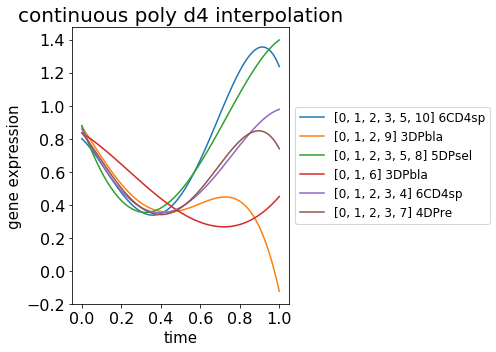 continuous poly d4 interpolation
gene expression
1.4
1.2
1.0
0.8
0.6
0.4
0.2
0.0
−0.2
0.0 0.2 0.4 0.6 0.8 1.0
time
[0, 1, 2, 3, 5, 10] 6CD4sp
[0, 1, 2, 9] 3DPbla
[0, 1, 2, 3, 5, 8] 5DPsel
[0, 1, 6] 3DPbla
[0, 1, 2, 3, 4] 6CD4sp
[0, 1, 2, 3, 7] 4DPre